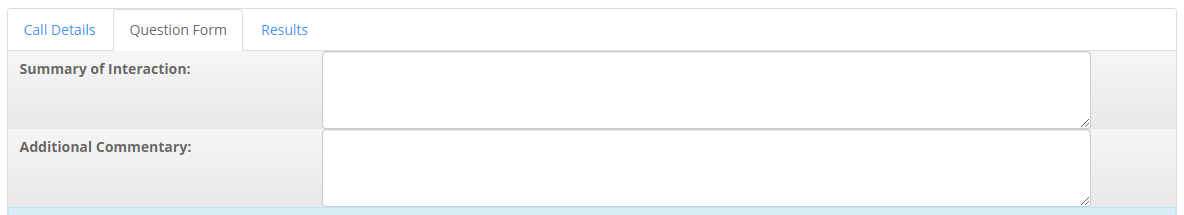 Call Details Question Form Results
Summary of Interaction:
Additional Commentary: